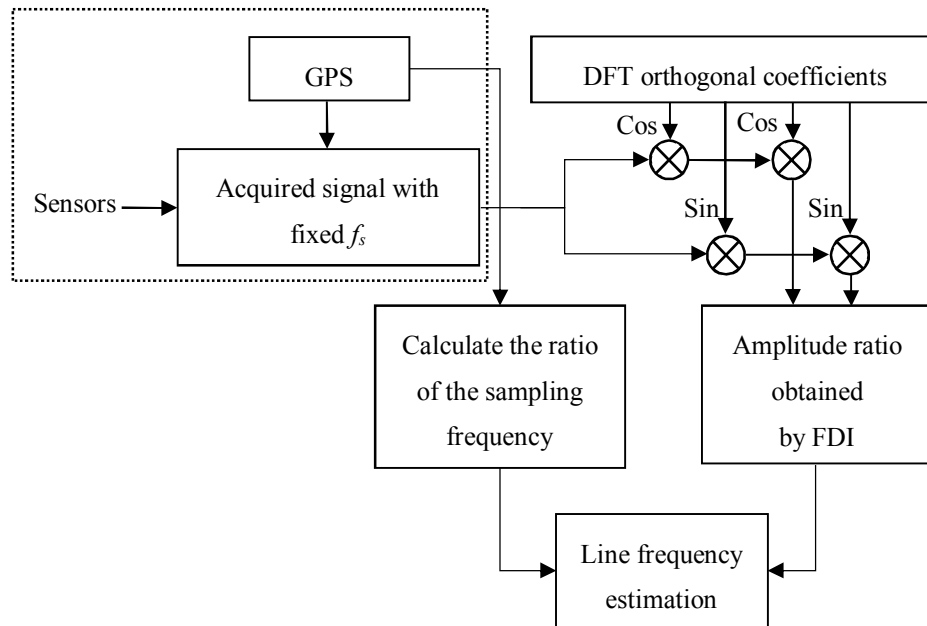 GPS
DFT orthogonal coefficients
Cos
Cos
Sensors
Acquired signal with
fixed fs
Sin
Sin
Calculate the ratio
of the sampling
frequency
Amplitude ratio
obtained
by FDI
Line frequency
estimation